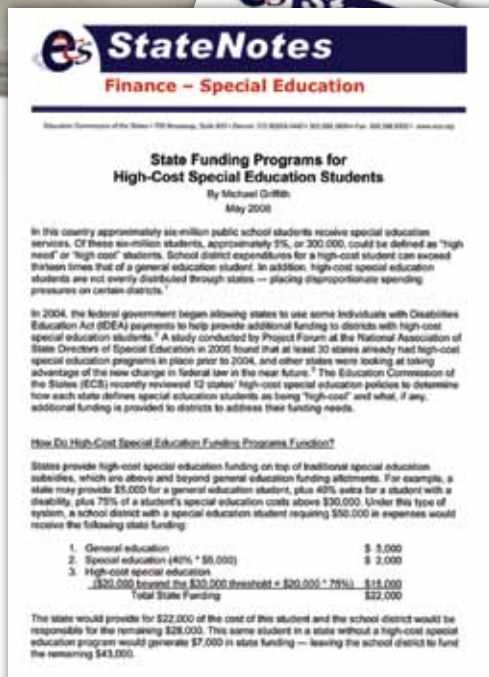 ecs StateNotes
Finance – Special Education
Education Commission of the States • 700 Broadway, Suite 810 • Denver, CO
State Funding Programs for
High-Cost Special Education Students
By Michael Griffith
May 2008
In this country approximately six-million public school students receive special education
services. Of these six-million students, approximately 5%, or 300,000, could be defined as "high
need" or "high cost" students. School district expenditures for a high-cost student can exceed
thirteen times that of a general education student. In addition, high-cost special education
students are not evenly distributed through states — placing disproportionate spending
pressures on certain districts.¹
In 2004, the federal government began allowing states to use some Individuals with Disabilities
Education Act (IDEA) payments to help provide additional funding to districts with high-cost
special education students.² A study conducted by Project Forum at the National Association of
State Directors of Special Education in 2005 found that at least 30 states already had high-cost
special education programs in place prior to 2004, and other states were looking at taking
advantage of the new change in federal law in the near future.³ The Education Commission of
the States (ECS) recently reviewed 12 states' high-cost special education policies to determine
how each state defines special education students as being "high-cost" and what, if any,
additional funding is provided to districts to address their funding needs.
How Do High-Cost Special Education Funding Programs Function?
States provide high-cost special education funding on top of traditional special education
subsidies, which are above and beyond general education funding allotments. For example, a
state may provide $5,000 for a general education student, plus 40% extra for a student with a
disability, plus 75% of a student's special education costs above $30,000. Under this type of
system, a school district with a special education student requiring $50,000 in expenses would
receive the following state funding:
1. General education $ 5,000
2. Special education (40% * $5,000) $ 2,000
3. High-cost special education
($20,000 beyond the $30,000 threshold = $20,000 * 75%) $15,000
Total State Funding $22,000
The state would provide for $22,000 of the cost of this student and the school district would be
responsible for the remaining $28,000. This same student in a state without a high-cost special
education program would generate $7,000 in state funding — leaving the school district to fund
the remaining $43,000.